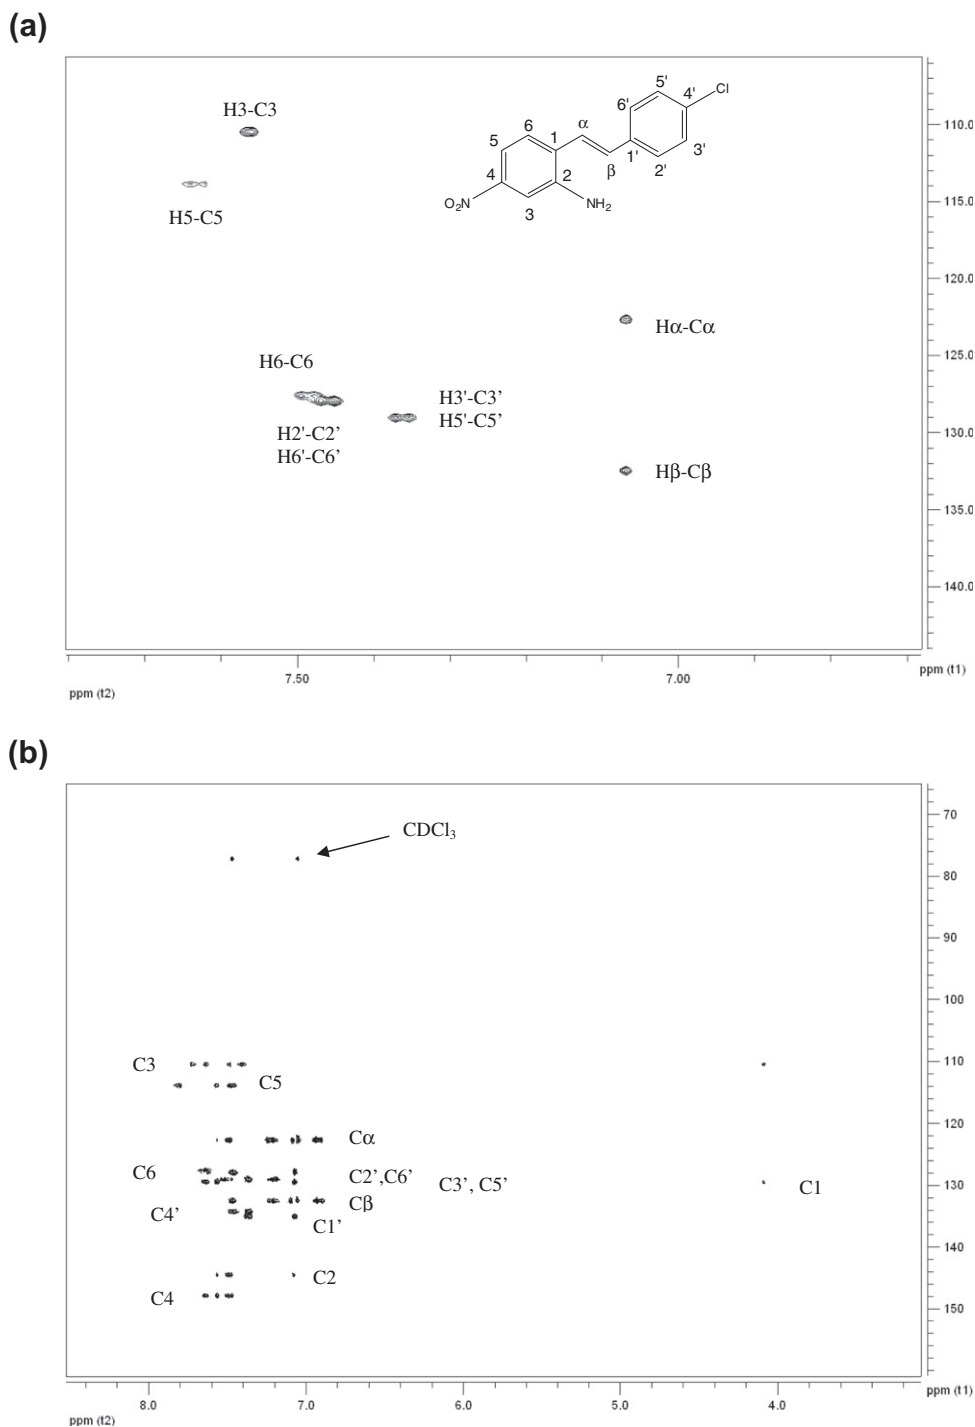 (a)
H3-C3
H5-C5
H6-C6
H2'-C2’
H6'-C6’
H3'-C3’
H5'-C5’
Hα-Cα
Hβ-Cβ
5'
Cl
6'
4'
6
α
5
1
3'
1'
4
2
β
2'
O2N
3
NH2
110.0
115.0
120.0
125.0
130.0
135.0
140.0
ppm (t1)
7.50
7.00
ppm (t2)
(b)
CDCl3
C3
C5
Cα
C6
C2’,C6’
C3’, C5’
C1
Cβ
C4’
C1’
C2
C4
70
80
90
100
110
120
130
140
150
ppm (t1)
8.0
7.0
6.0
5.0
4.0
ppm (t2)